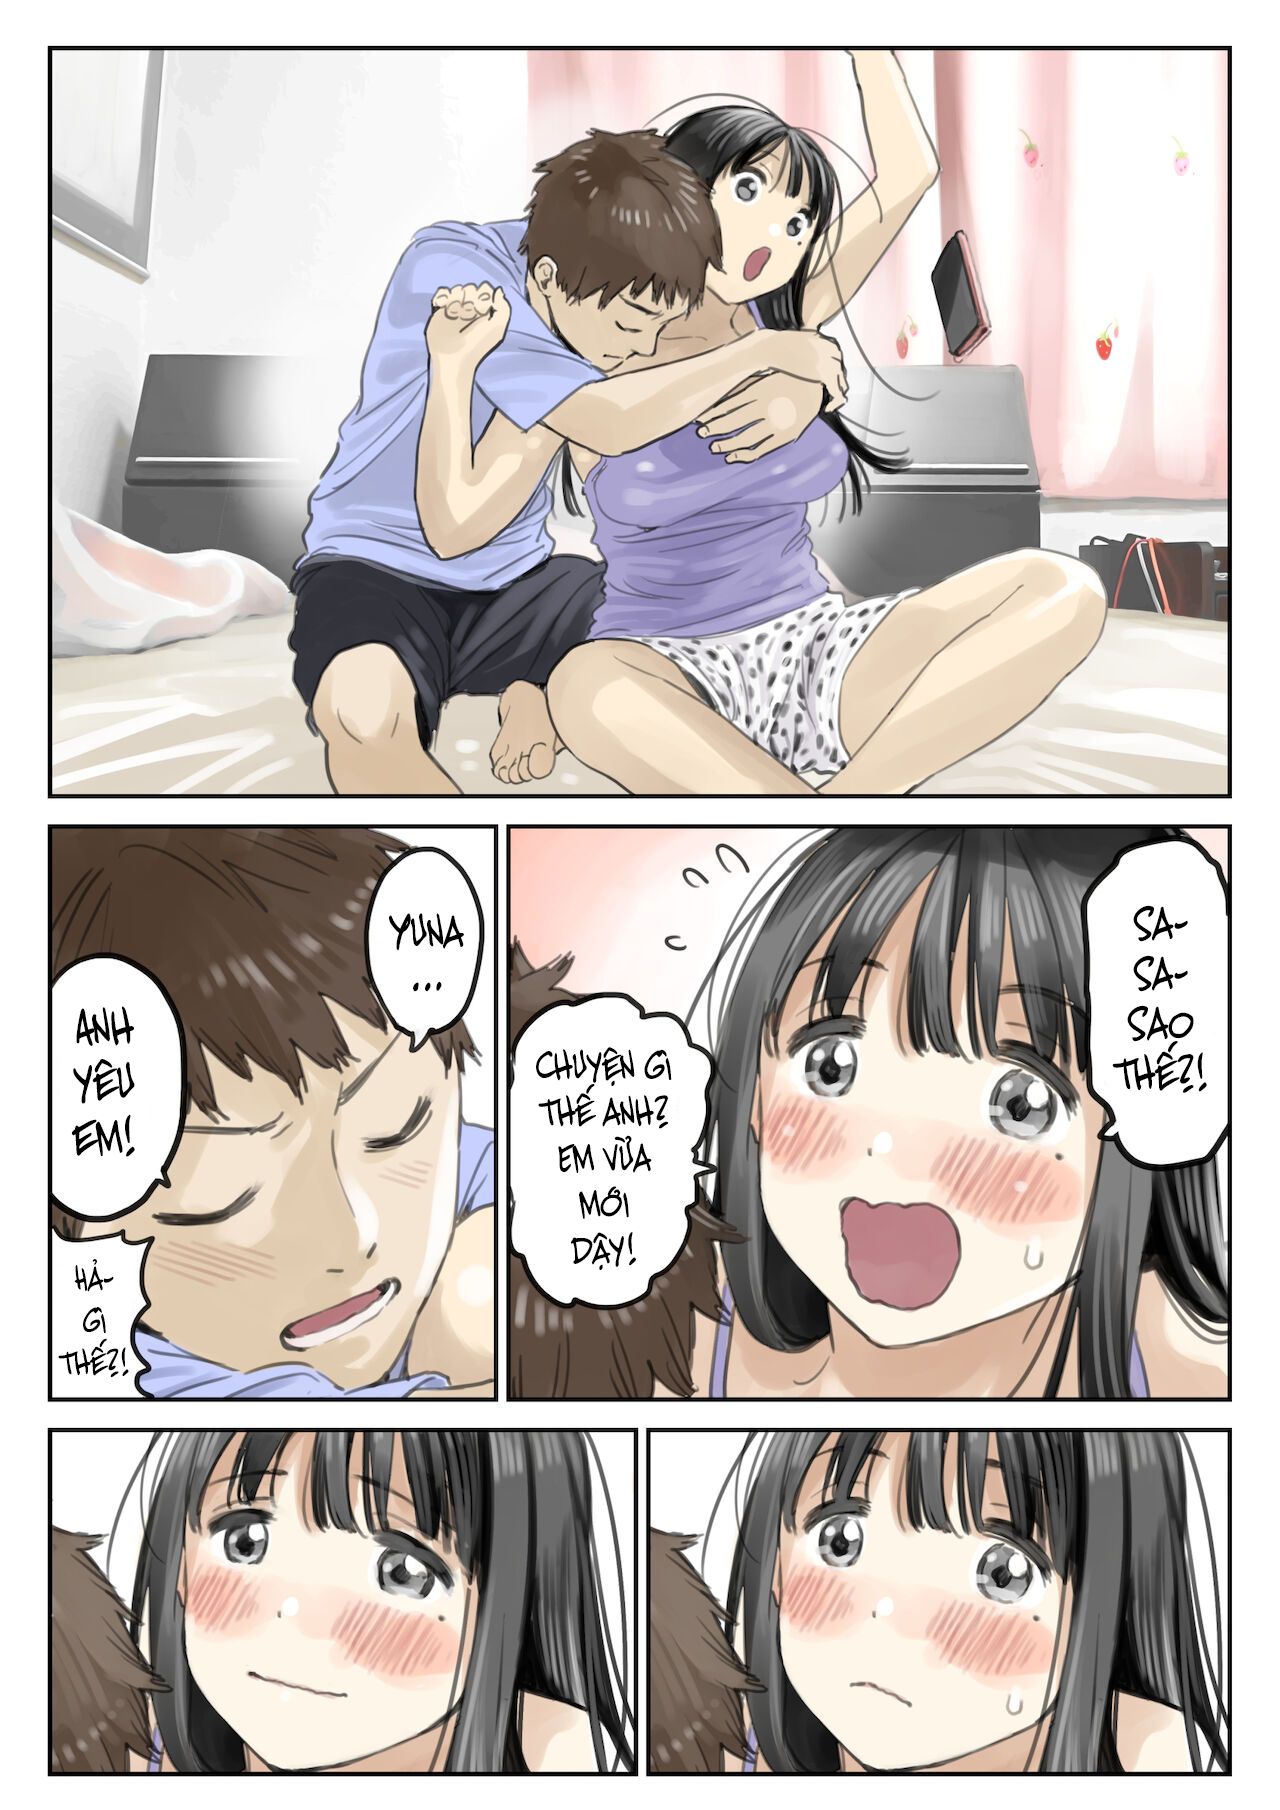 SA-
SA-
SAO
THẾ?!
CHUYỆN GÌ
THẾ ANH?
EM VỪA
MỚI
DẬY!
YUNA
...
ANH
YÊU
EM!
HẢ-
GÌ
THẾ?!